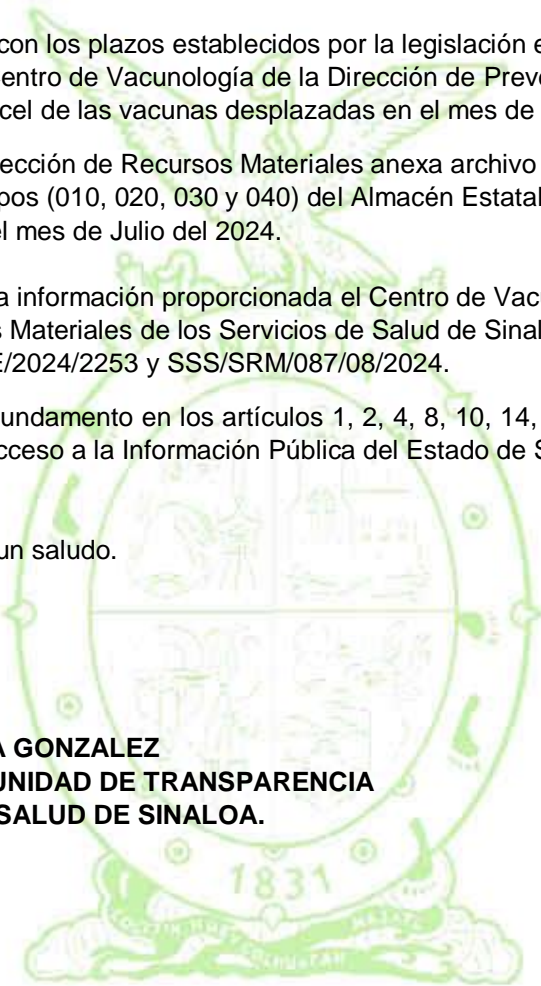 con los plazos establecidos por la legislación e
entro de Vacunología de la Dirección de Prev
cel de las vacunas desplazadas en el mes de
ección de Recursos Materiales anexa archivo
pos (010, 020, 030 y 040) del Almacén Estatal
el mes de Julio del 2024.
a información proporcionada el Centro de Vacu
s Materiales de los Servicios de Salud de Sinal
E/2024/2253 y SSS/SRM/087/08/2024.
undamento en los artículos 1, 2, 4, 8, 10, 14,
cceso a la Información Pública del Estado de S
un saludo.
A GONZALEZ
UNIDAD DE TRANSPARENCIA
SALUD DE SINALOA.
1831